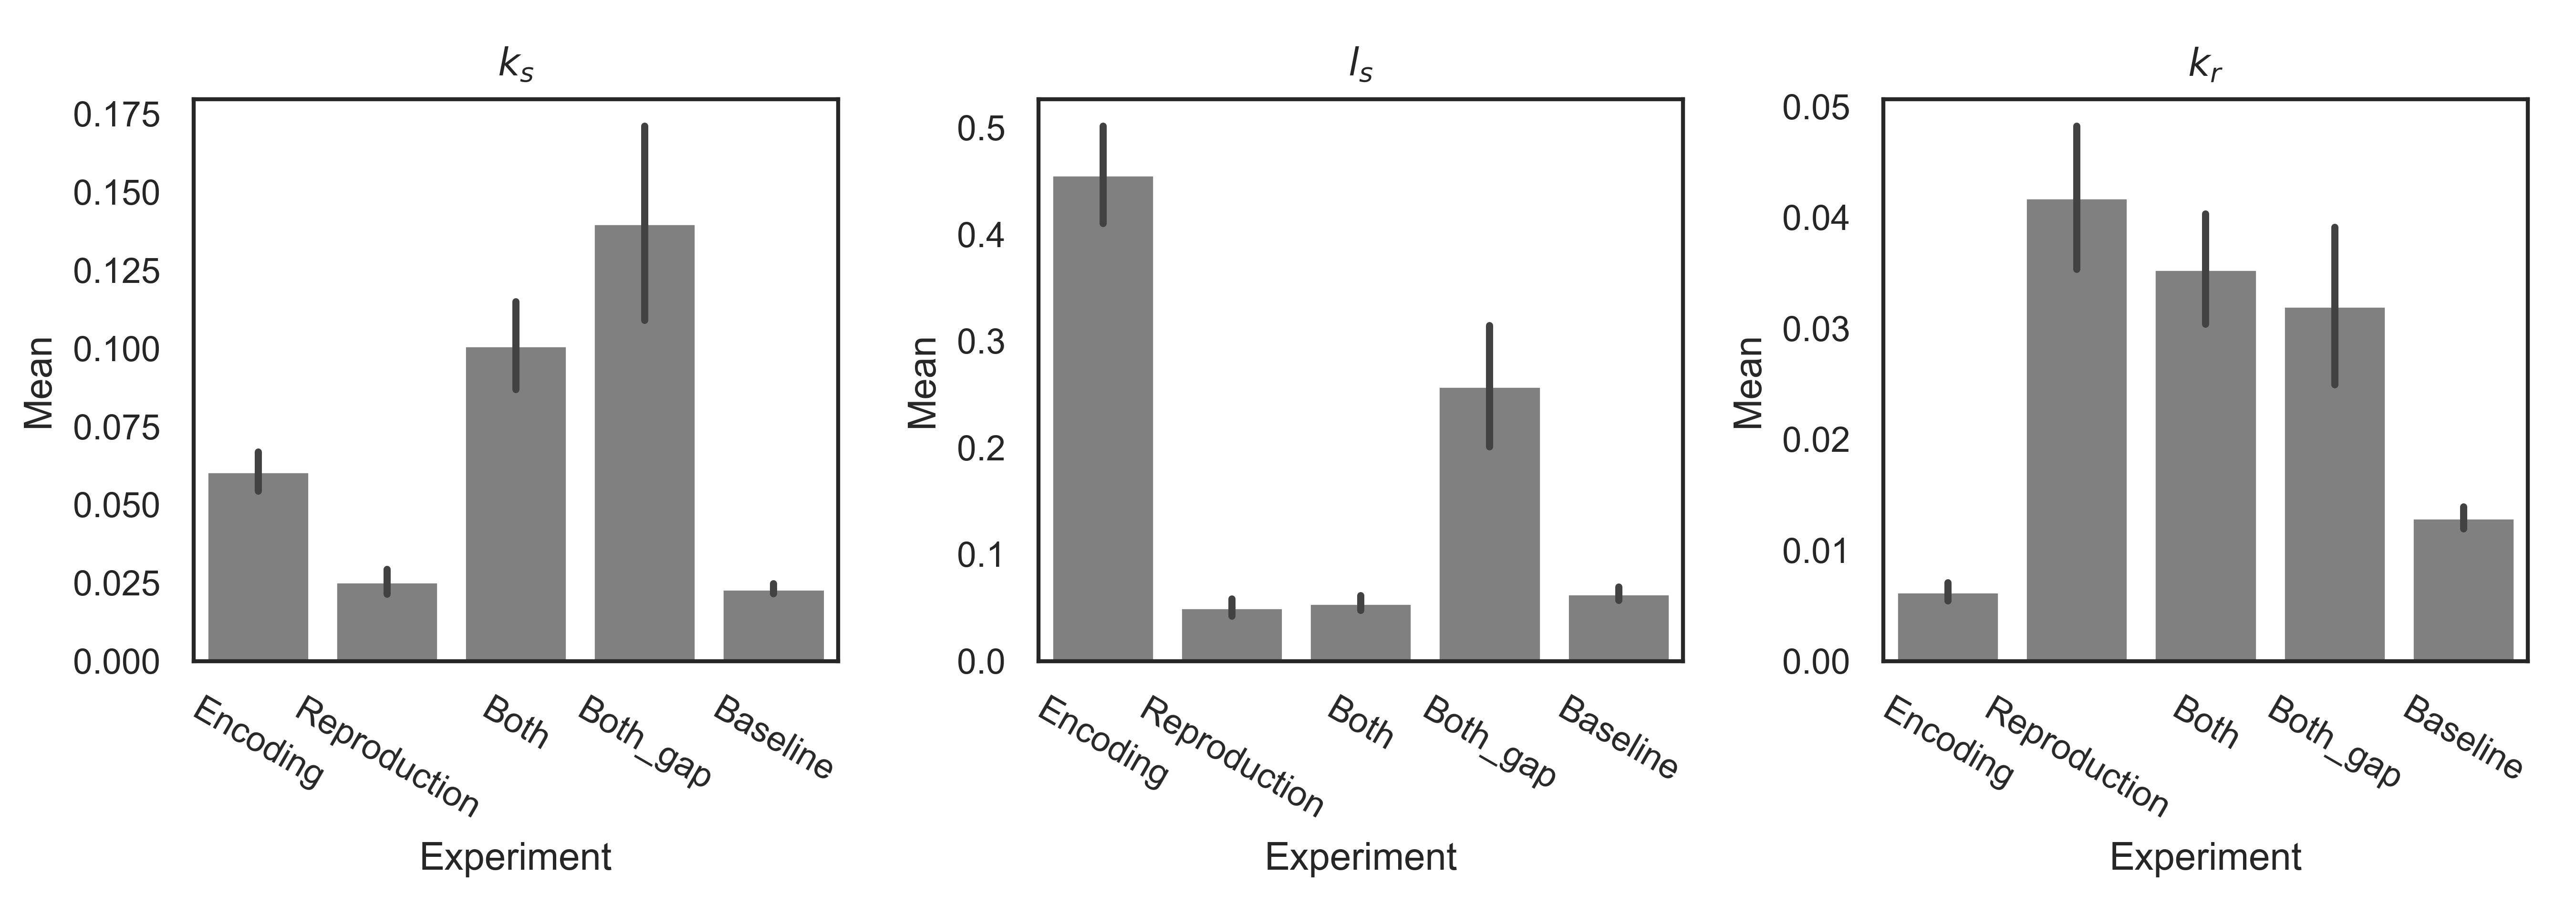 k_s
0.175
0.150
0.125
0.100
0.075
0.050
0.025
0.000
Mean
Encoding
Reproduction
Both
Both_gap
Baseline
Experiment
l_s
0.5
0.4
0.3
0.2
0.1
0.0
Mean
Encoding
Reproduction
Both
Both_gap
Baseline
Experiment
k_r
0.05
0.04
0.03
0.02
0.01
0.00
Mean
Encoding
Reproduction
Both
Both_gap
Baseline
Experiment